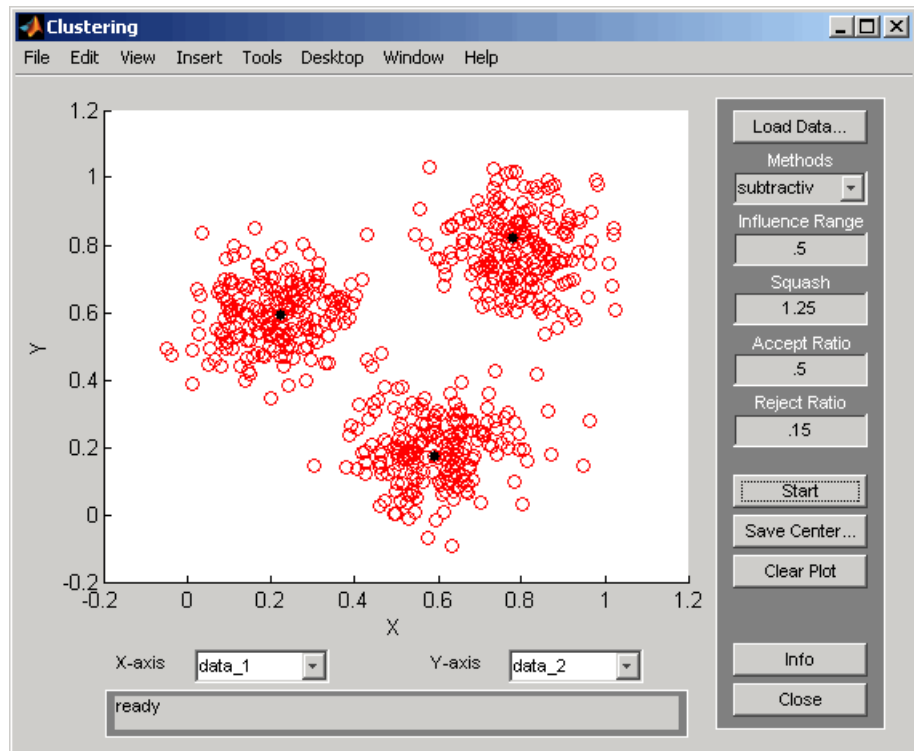 Clustering
File Edit View Insert Tools Desktop Window Help
1.2
1
0.8
0.6
0.4
0.2
0
-0.2
Y
-0.2 0 0.2 0.4 0.6 0.8 1 1.2
X
X-axis data_1 Y-axis data_2
ready
Load Data...
Methods
subtractiv
Influence Range
.5
Squash
1.25
Accept Ratio
.5
Reject Ratio
.15
Start
Save Center...
Clear Plot
Info
Close